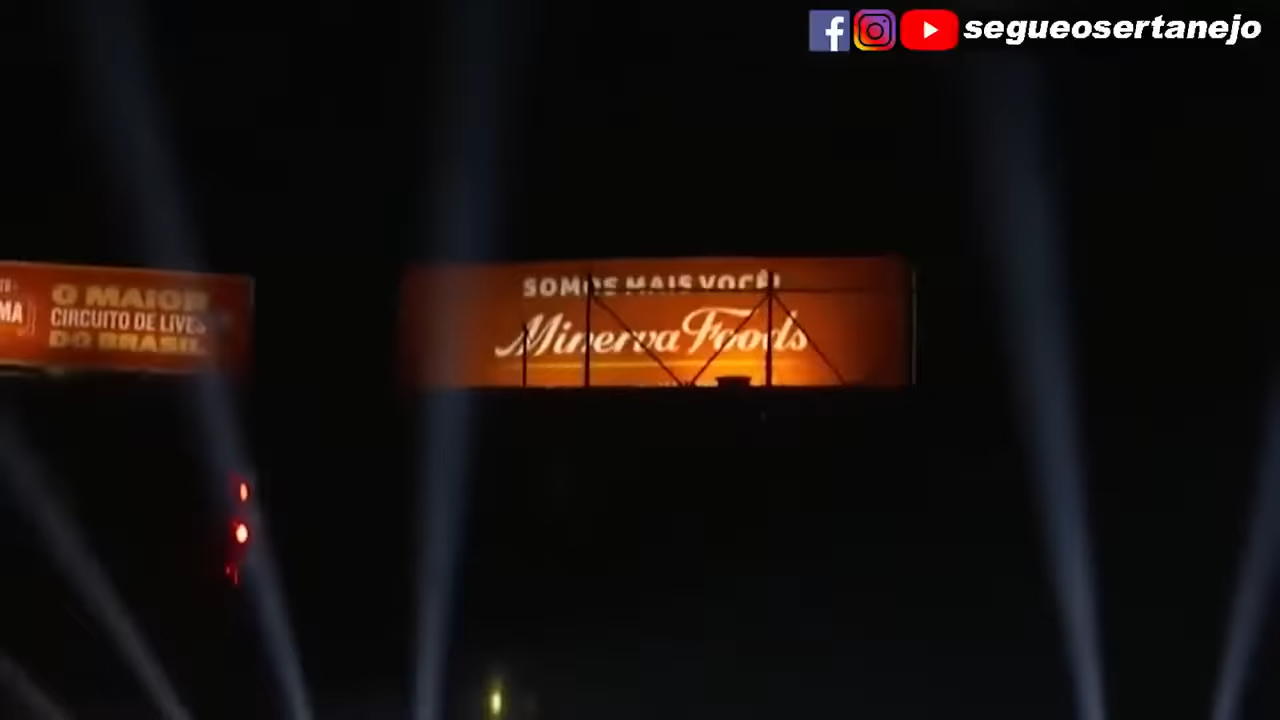 segueosertanejo
O MAIOR
CIRCUITO DE LIVES
DO BRASIL
SOMOS MAIS VOCÊ!
Minerva Foods